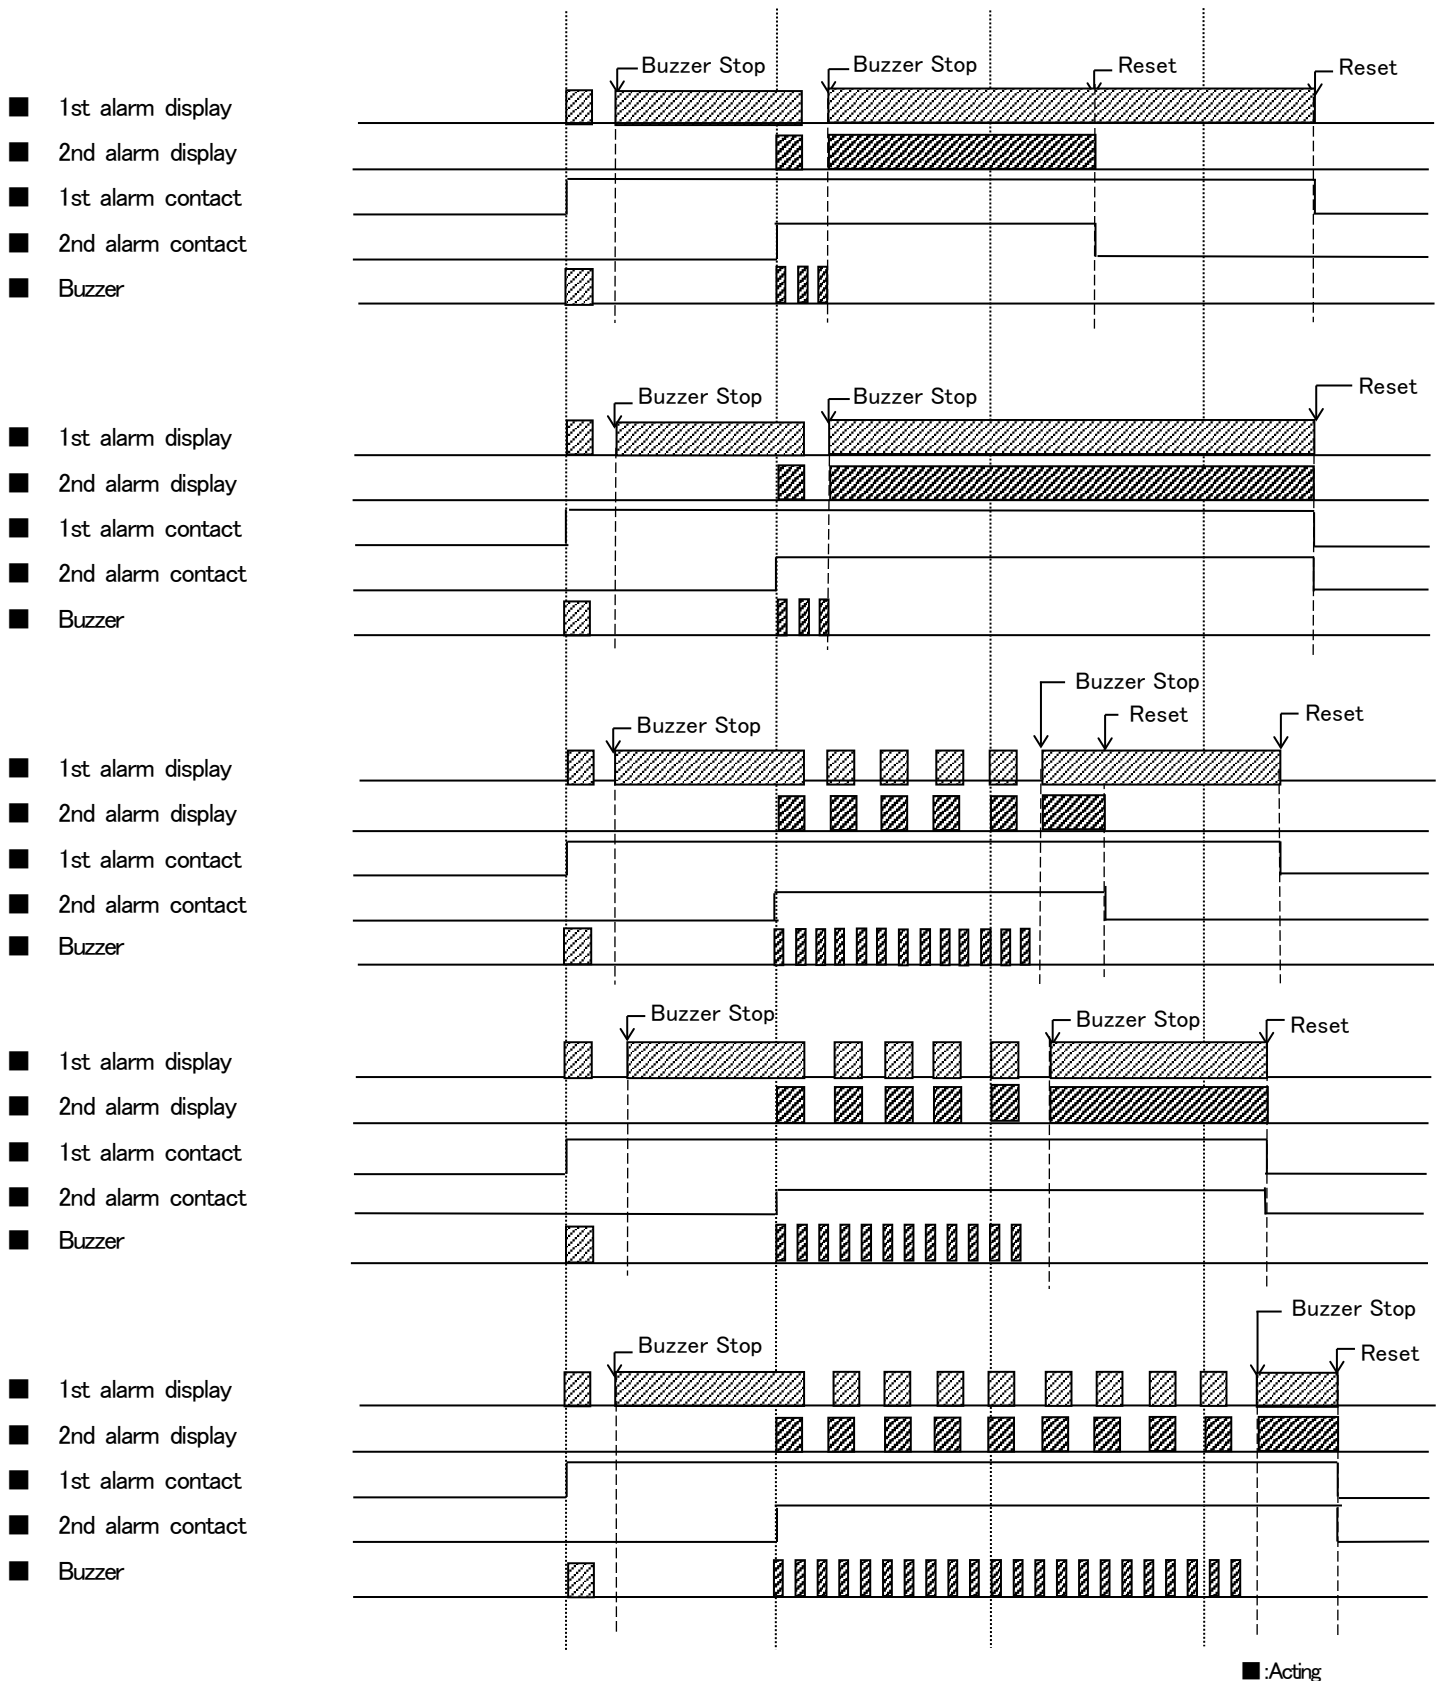 Buzzer Stop Buzzer Stop Reset Reset
■ 1st alarm display
■ 2nd alarm display
■ 1st alarm contact
■ 2nd alarm contact
■ Buzzer
Buzzer Stop Buzzer Stop Reset
■ 1st alarm display
■ 2nd alarm display
■ 1st alarm contact
■ 2nd alarm contact
■ Buzzer
Buzzer Stop
Buzzer Stop Reset Reset
■ 1st alarm display
■ 2nd alarm display
■ 1st alarm contact
■ 2nd alarm contact
■ Buzzer
Buzzer Stop Buzzer Stop Reset
■ 1st alarm display
■ 2nd alarm display
■ 1st alarm contact
■ 2nd alarm contact
■ Buzzer
Buzzer Stop
Buzzer Stop Reset
■ 1st alarm display
■ 2nd alarm display
■ 1st alarm contact
■ 2nd alarm contact
■ Buzzer
■:Acting